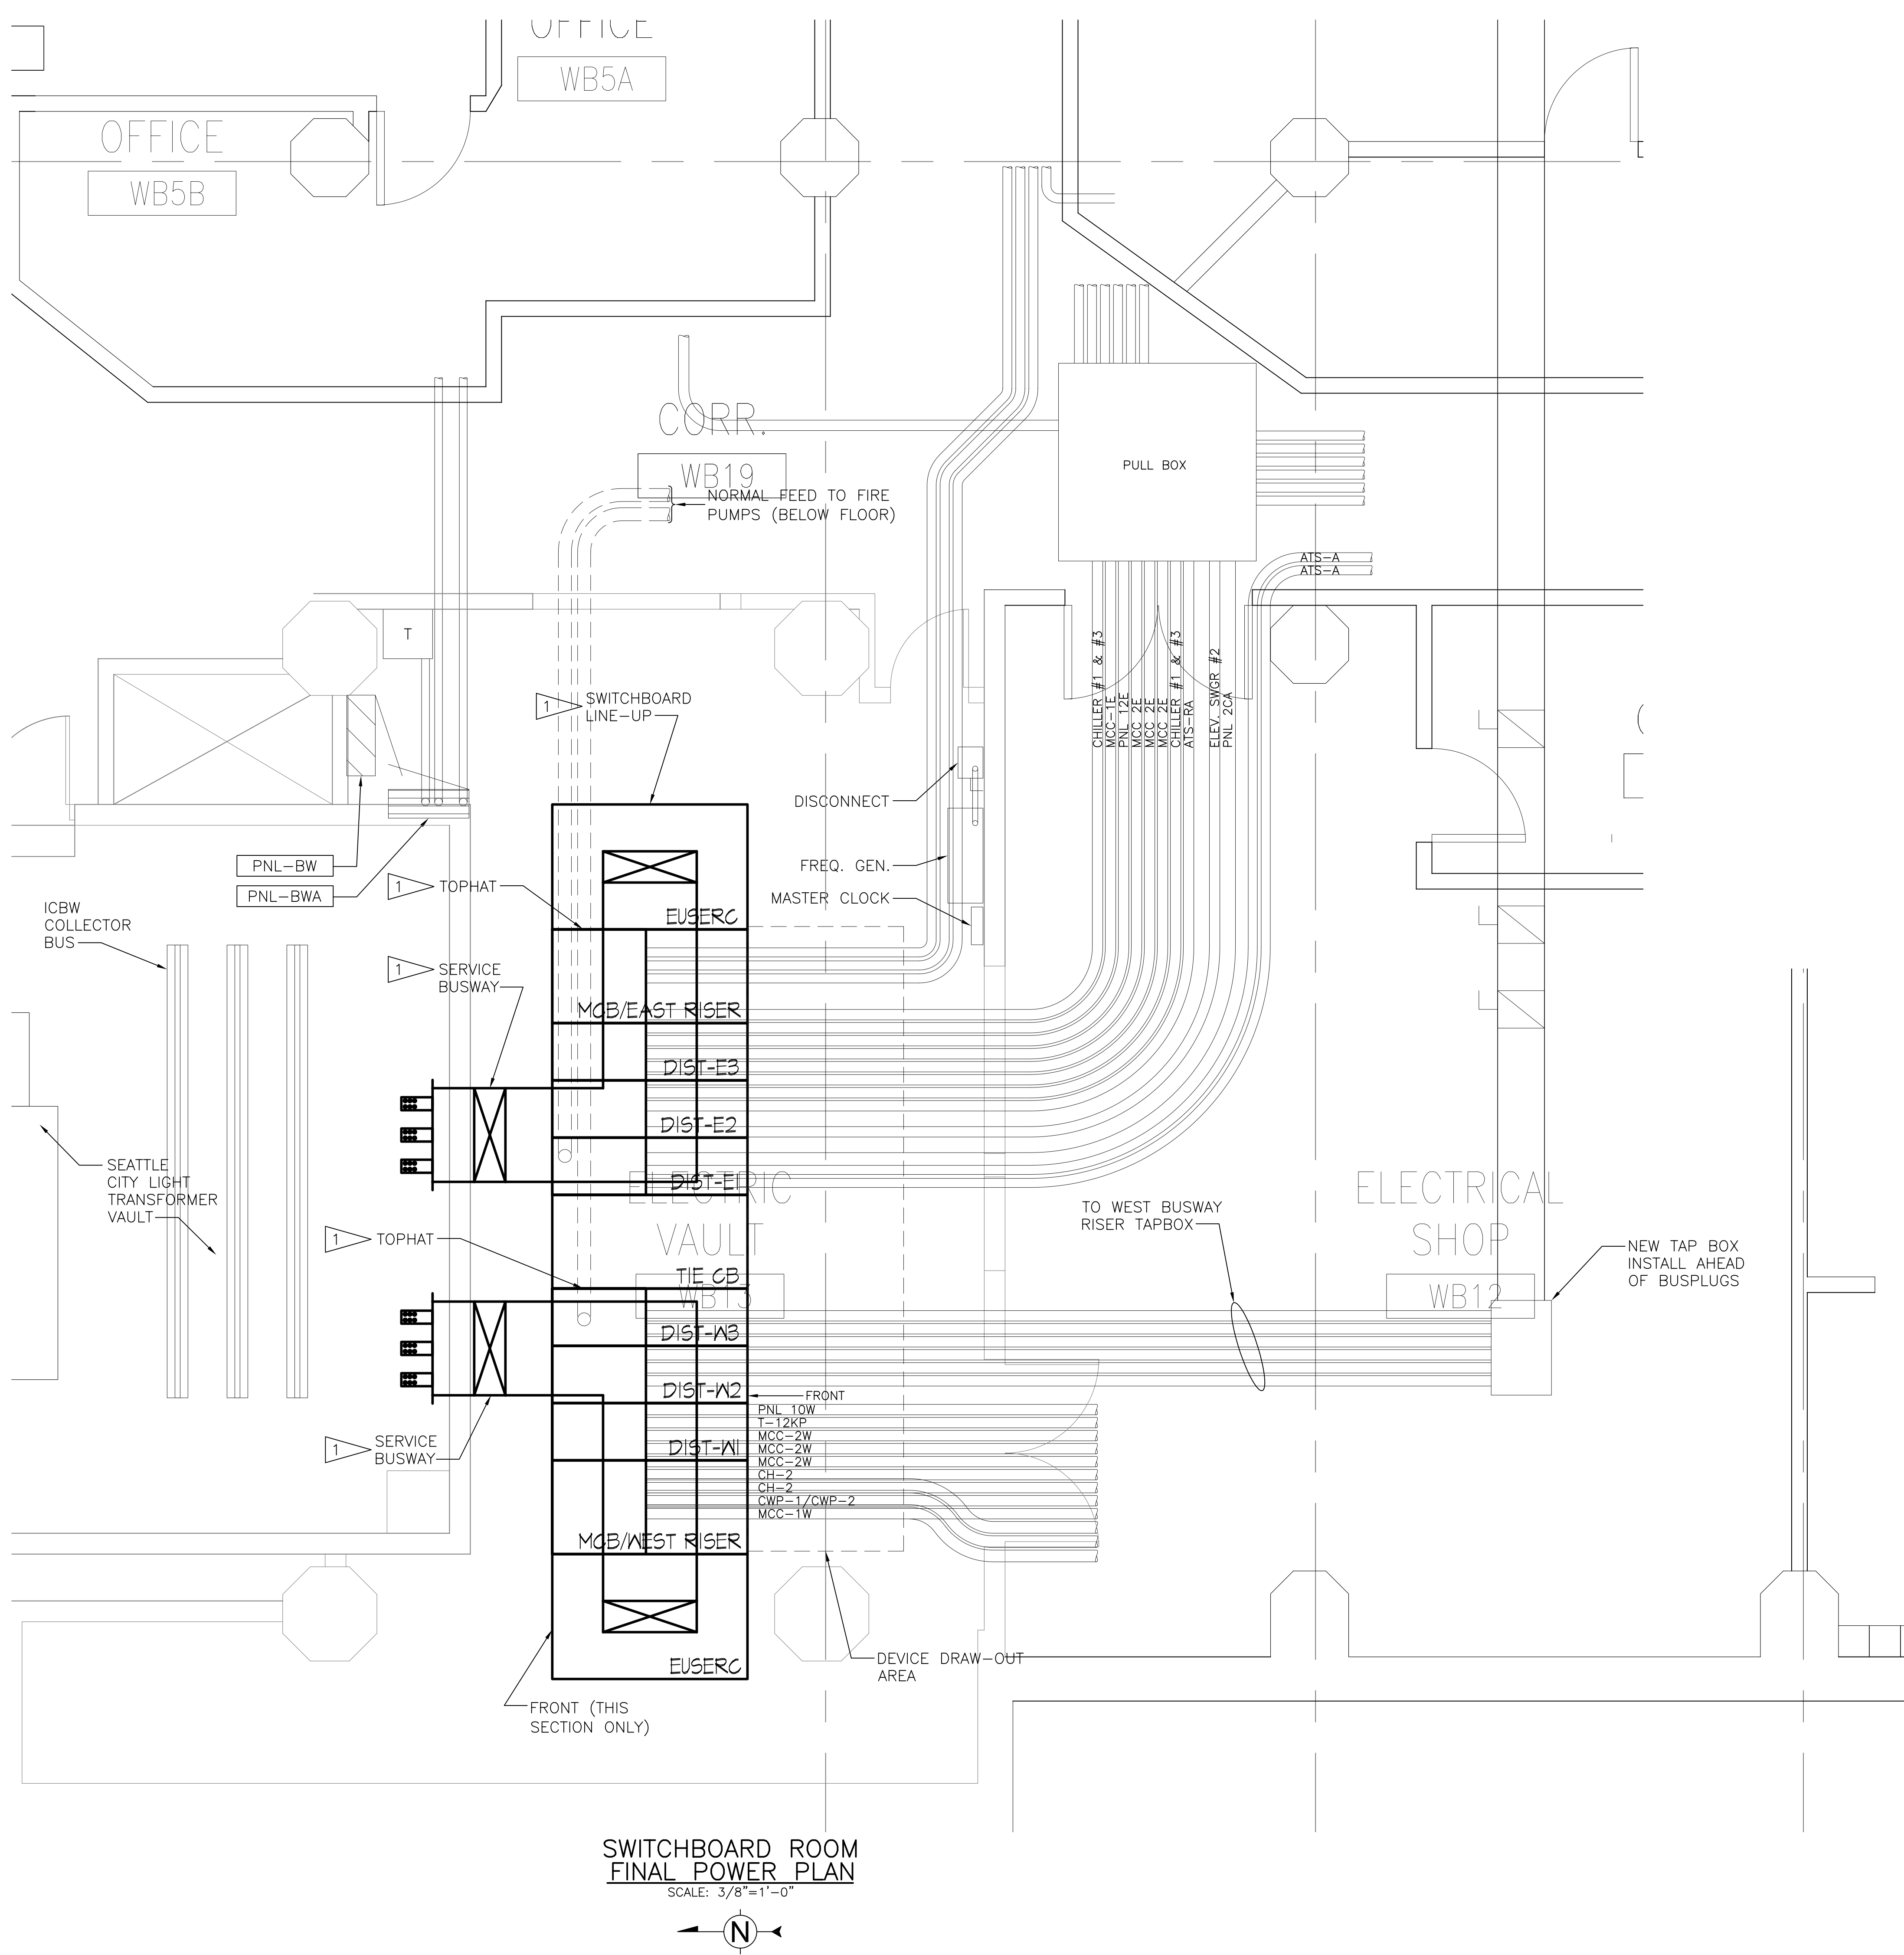 OFFICE
WB5A
OFFICE
WB5B
CORR.
WB19
NORMAL FEED TO FIRE
PUMPS (BELOW FLOOR)
PULL BOX
ATS-A
ATS-A
T
CHILLER #1 & #3
MCC-1E
PNL 12E
MCC 2E
MCC 2E
MCC 2E
CHILLER #1 & #3
ATS-RA
ELEV. SWGR #2
PNL 2CA
1
SWITCHBOARD
LINE-UP
DISCONNECT
FREQ. GEN.
MASTER CLOCK
PNL-BW
PNL-BWA
1
TOPHAT
ICBW
COLLECTOR
BUS
1
SERVICE
BUSWAY
EUSERC
MCB/EAST RISER
DIST-E3
DIST-E2
DIST-E1
TIE CB
DIST-W3
DIST-W2
DIST-W1
MCB/WEST RISER
EUSERC
SEATTLE
CITY LIGHT
TRANSFORMER
VAULT
1
TOPHAT
ELECTRIC
VAULT
WB13
TO WEST BUSWAY
RISER TAPBOX
ELECTRICAL
SHOP
WB12
NEW TAP BOX
INSTALL AHEAD
OF BUSPLUGS
FRONT
1
SERVICE
BUSWAY
PNL 10W
T-12KP
MCC-2W
MCC-2W
MCC-2W
CH-2
CH-2
CWP-1/CWP-2
MCC-1W
DEVICE DRAW-OUT
AREA
FRONT (THIS
SECTION ONLY)
SWITCHBOARD ROOM
FINAL POWER PLAN
SCALE: 3/8"=1'-0"
N